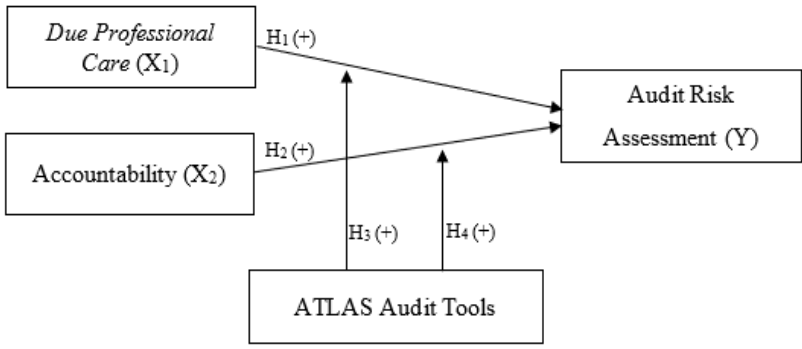 Due Professional
Care (X1)
H1 (+)
Audit Risk
Assessment (Y)
H2 (+)
Accountability (X2)
H3 (+)
H4 (+)
ATLAS Audit Tools